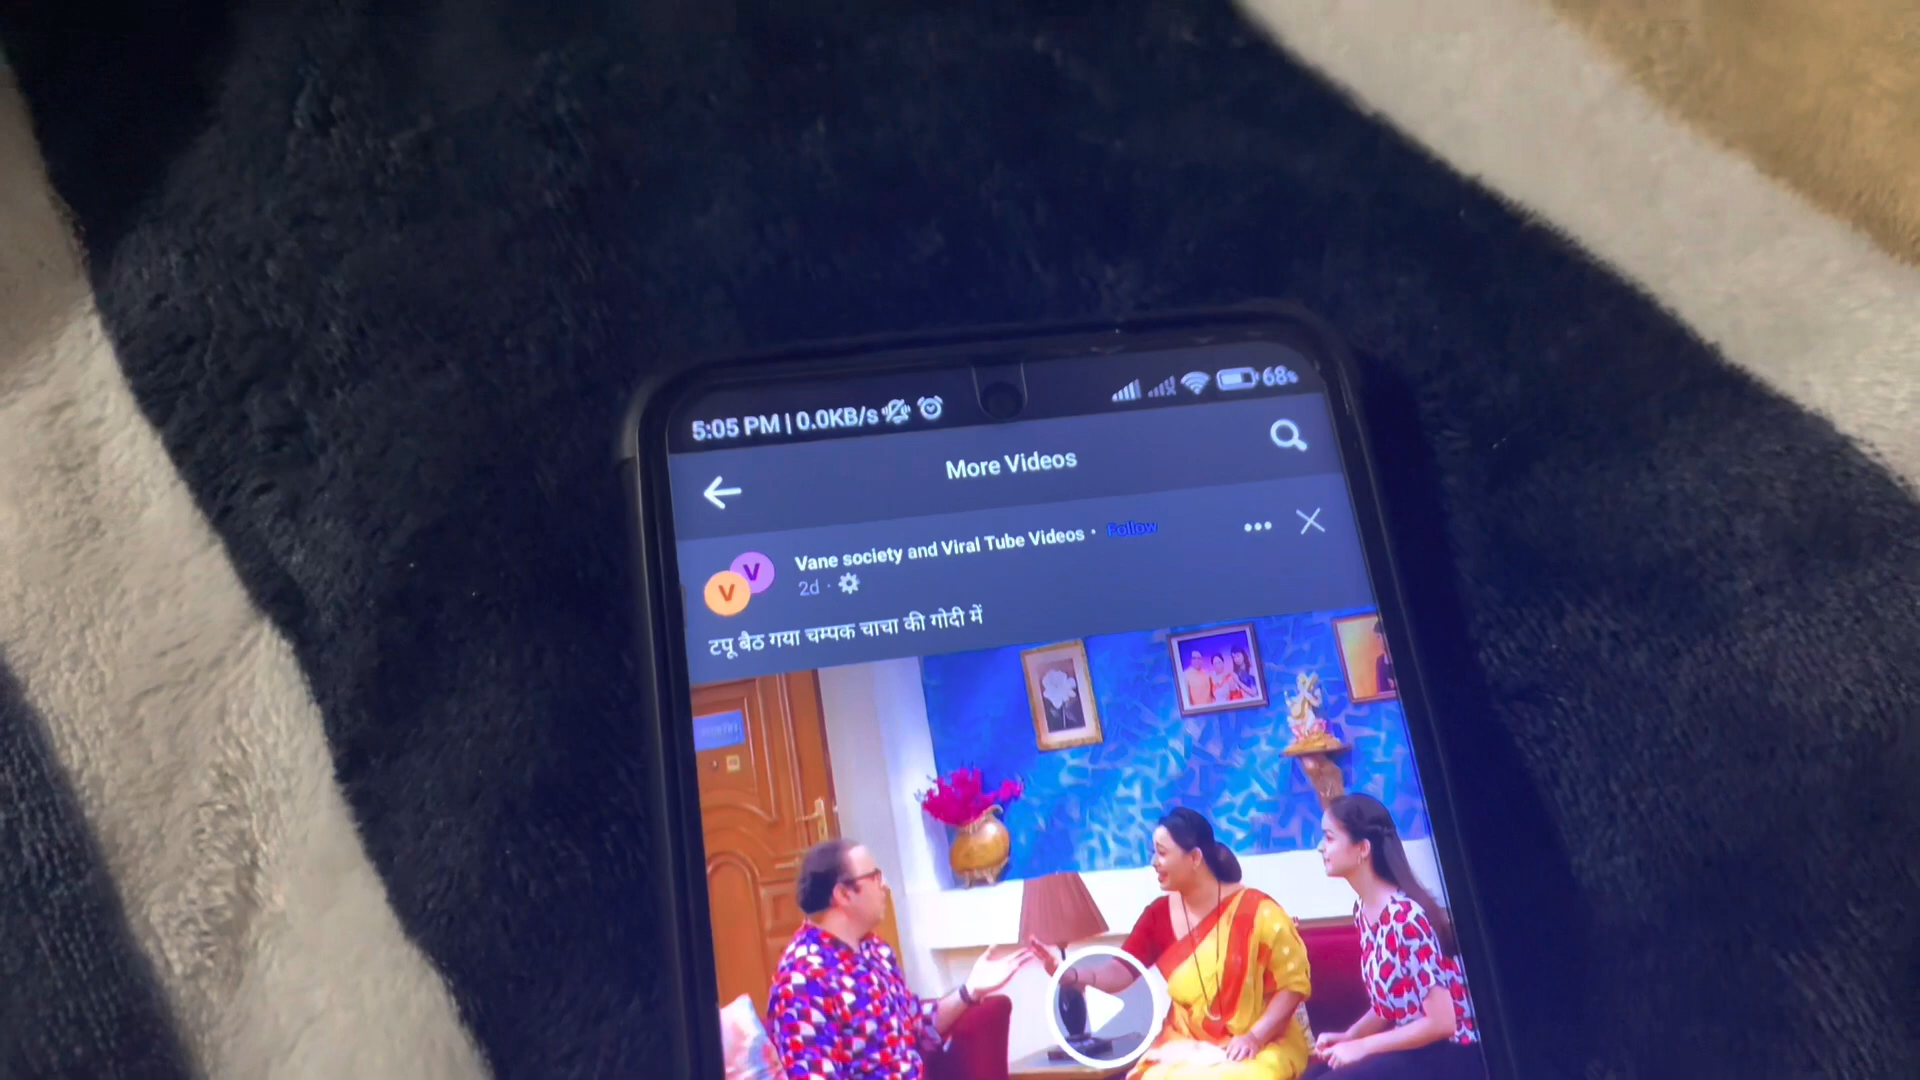 5:05 PM | 0.0KB/s 68
More Videos
Vane society and Viral Tube Videos · Follow
V
V
2d ·
टपू बैठ गया चम्पक चाचा की गोदी में